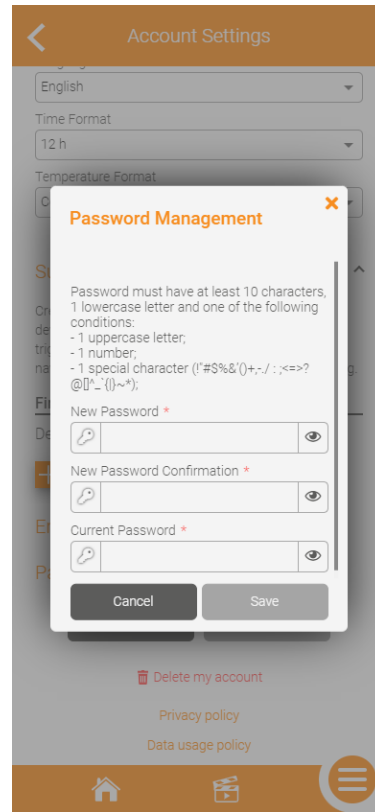 Account Settings
English
Time Format
12 h
Temperature Format
Password Management
Password must have at least 10 characters,
1 lowercase letter and one of the following
conditions:
- 1 uppercase letter;
- 1 number;
- 1 special character (!"#$%&'()+,-./ : ;<=>?
@[]^_`{|}~*);
New Password *
New Password Confirmation *
Current Password *
Cancel
Save
Delete my account
Privacy policy
Data usage policy